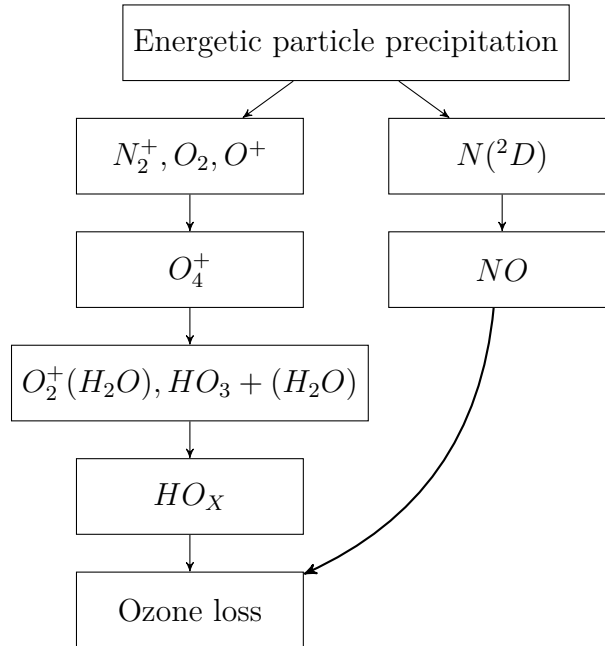 Energetic particle precipitation
N₂⁺, O₂, O⁺
N(²D)
O₄⁺
NO
O₂⁺(H₂O), HO₃ + (H₂O)
HO_X
Ozone loss